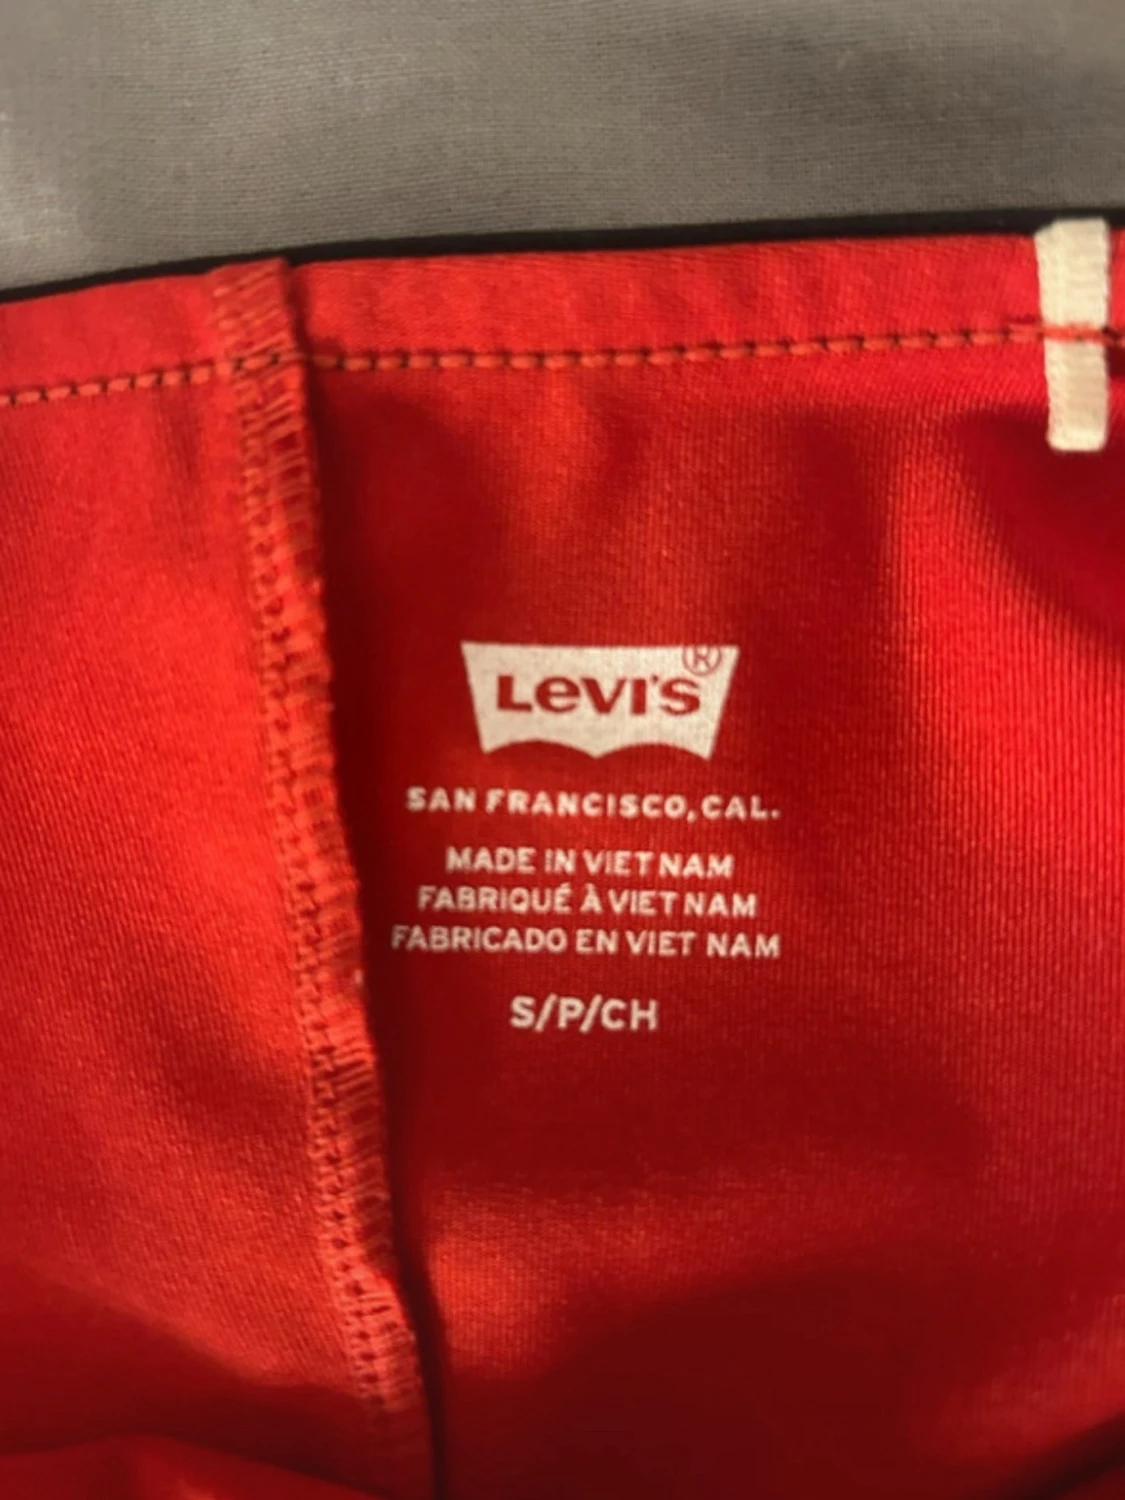 Levi's®
SAN FRANCISCO, CAL.
MADE IN VIET NAM
FABRIQUÉ À VIET NAM
FABRICADO EN VIET NAM
S/P/CH